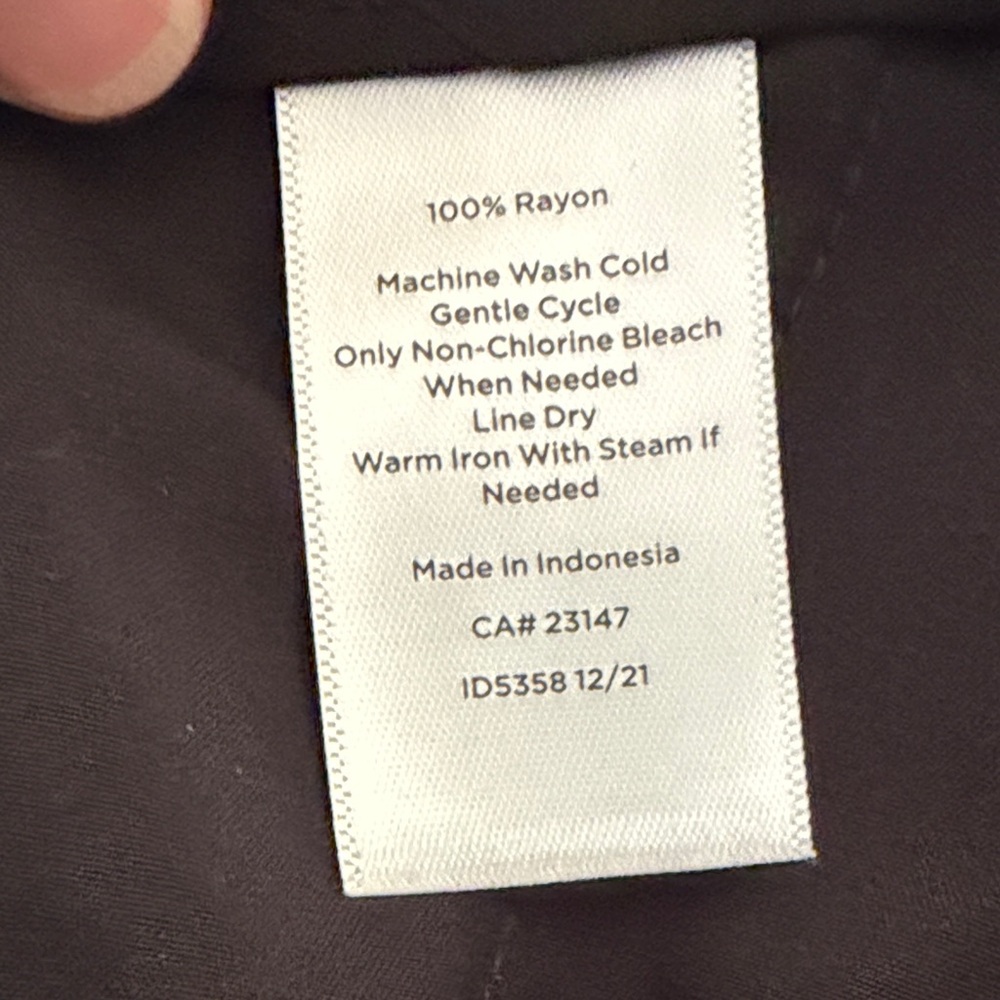 100% Rayon
Machine Wash Cold
Gentle Cycle
Only Non-Chlorine Bleach
When Needed
Line Dry
Warm Iron With Steam If
Needed
Made In Indonesia
CA# 23147
ID5358 12/21